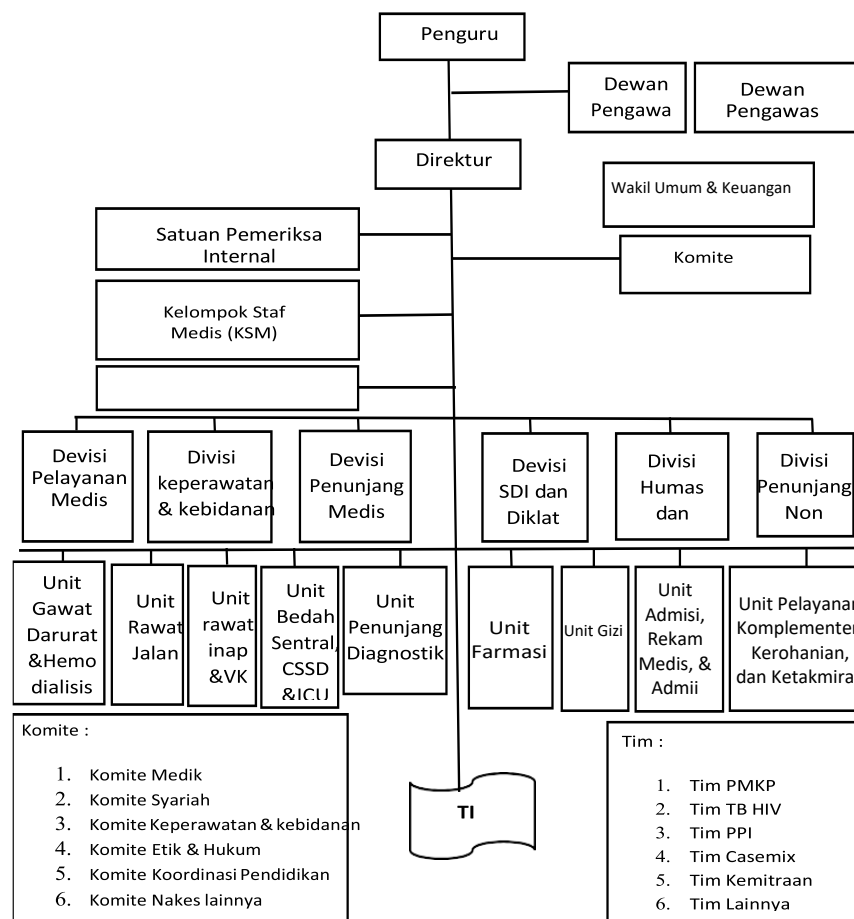 Penguru
Dewan
Pengawa
Dewan
Pengawas
Direktur
Wakil Umum & Keuangan
Satuan Pemeriksa
Internal
Komite
Kelompok Staf
Medis (KSM)
Devisi
Pelayanan
Medis
Divisi
keperawatan
& kebidanan
Devisi
Penunjang
Medis
Devisi
SDI dan
Diklat
Divisi
Humas
dan
Divisi
Penunjang
Non
Unit
Gawat
Darurat
&Hemo
dialisis
Unit
Rawat
Jalan
Unit
rawat
inap
&VK
Unit
Bedah
Sentral,
CSSD
&ICU
Unit
Penunjang
Diagnostik
Unit
Farmasi
Unit Gizi
Unit
Admisi,
Rekam
Medis, &
Admii
Unit Pelayanan
Komplementer,
Kerohanian,
dan Ketakmira
Komite :
1. Komite Medik
2. Komite Syariah
3. Komite Keperawatan & kebidanan
4. Komite Etik & Hukum
5. Komite Koordinasi Pendidikan
6. Komite Nakes lainnya
TI
Tim :
1. Tim PMKP
2. Tim TB HIV
3. Tim PPI
4. Tim Casemix
5. Tim Kemitraan
6. Tim Lainnya